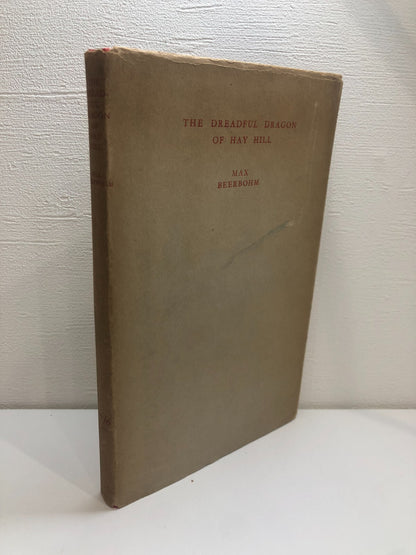 THE DREADFUL DRAGON
OF HAY HILL
MAX
BEERBOHM